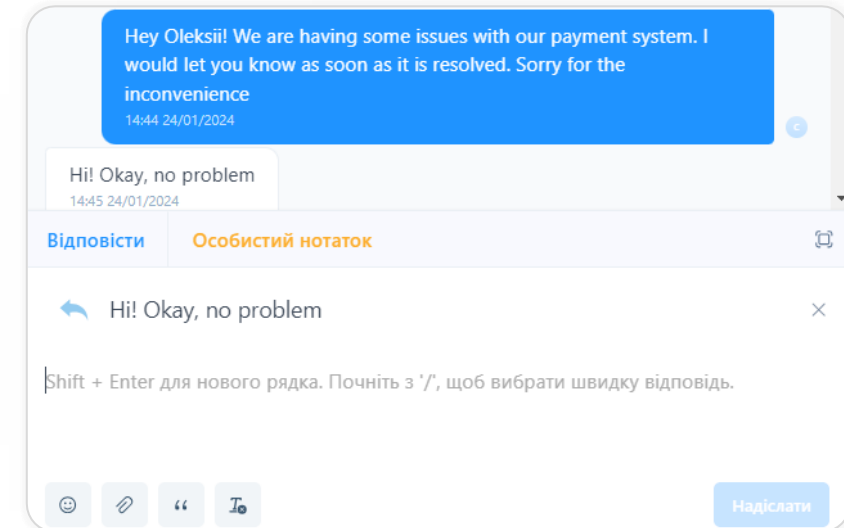 Hey Oleksii! We are having some issues with our payment system. I
would let you know as soon as it is resolved. Sorry for the
inconvenience
14:44 24/01/2024
C
Hi! Okay, no problem
14:45 24/01/2024
Відповісти Особистий нотаток
Hi! Okay, no problem
Shift + Enter для нового рядка. Почніть з '/', щоб вибрати швидку відповідь.
Надіслати